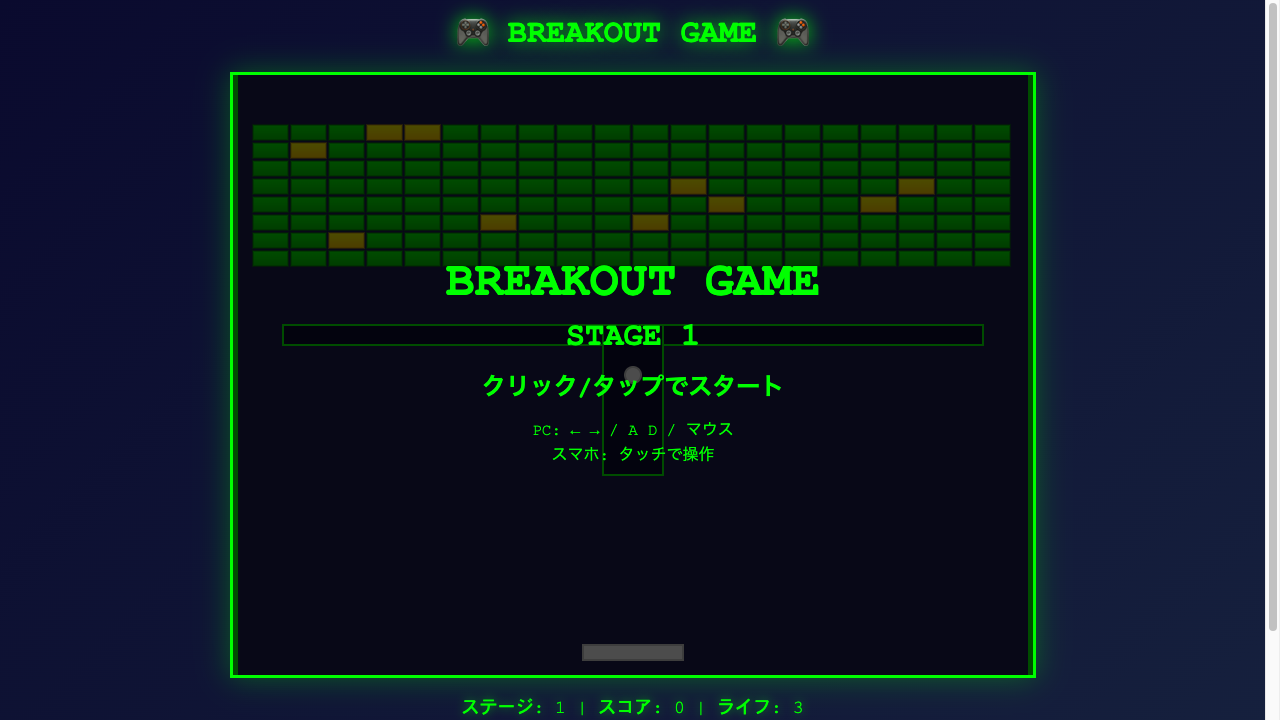 🎮 BREAKOUT GAME 🎮
BREAKOUT GAME
STAGE 1
クリック/タップでスタート
PC: ← → / A D / マウス
スマホ: タッチで操作
ステージ: 1 | スコア: 0 | ライフ: 3